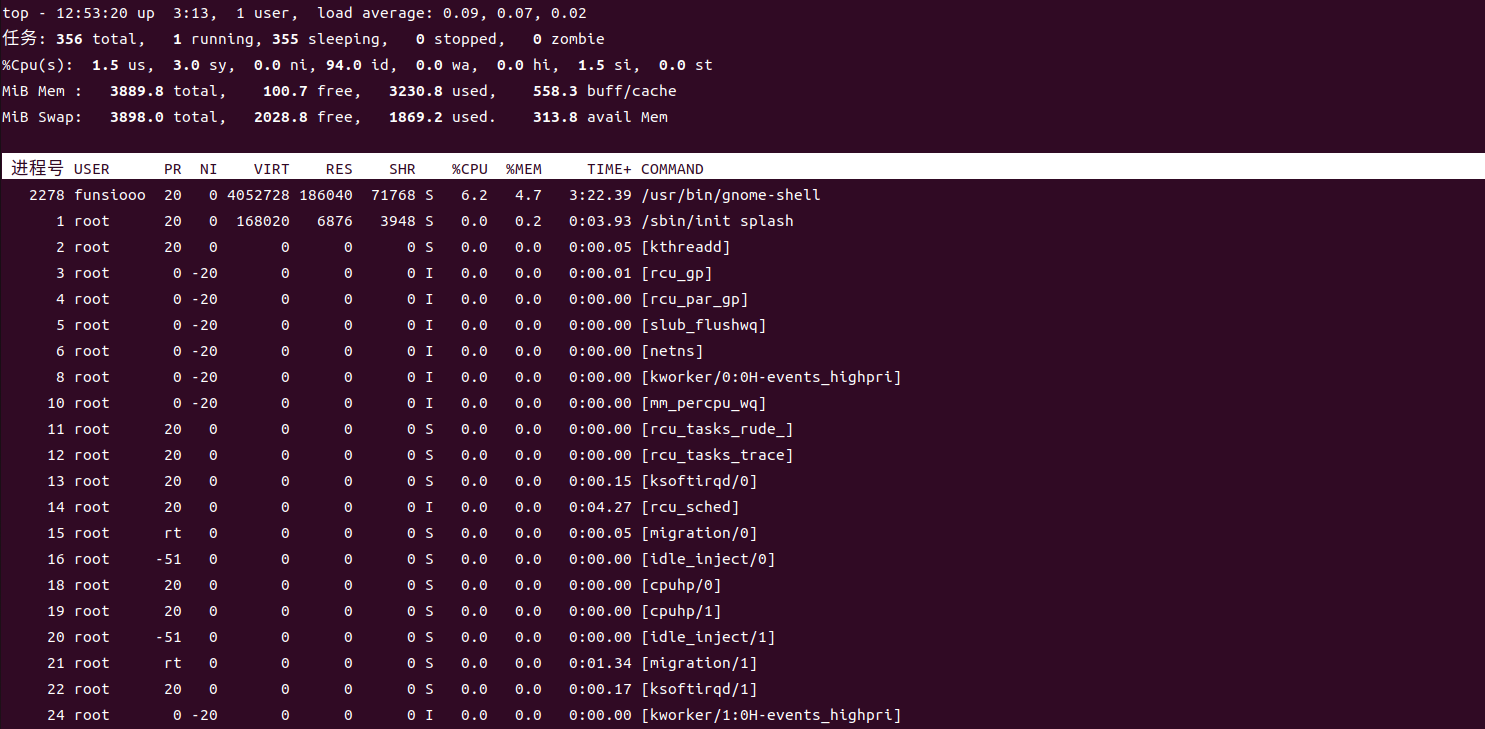 top - 12:53:20 up  3:13,  1 user,  load average: 0.09, 0.07, 0.02
任务: 356 total,   1 running, 355 sleeping,   0 stopped,   0 zombie
%Cpu(s):  1.5 us,  3.0 sy,  0.0 ni, 94.0 id,  0.0 wa,  0.0 hi,  1.5 si,  0.0 st
MiB Mem :   3889.8 total,    100.7 free,   3230.8 used,    558.3 buff/cache
MiB Swap:   3898.0 total,   2028.8 free,   1869.2 used.    313.8 avail Mem
进程号 USER      PR  NI    VIRT    RES    SHR    %CPU  %MEM     TIME+ COMMAND
2278 funsiooo  20   0 4052728 186040  71768 S   6.2   4.7   3:22.39 /usr/bin/gnome-shell
1 root      20   0  168020   6876   3948 S   0.0   0.2   0:03.93 /sbin/init splash
2 root      20   0       0      0      0 S   0.0   0.0   0:00.05 [kthreadd]
3 root       0 -20       0      0      0 I   0.0   0.0   0:00.01 [rcu_gp]
4 root       0 -20       0      0      0 I   0.0   0.0   0:00.00 [rcu_par_gp]
5 root       0 -20       0      0      0 I   0.0   0.0   0:00.00 [slub_flushwq]
6 root       0 -20       0      0      0 I   0.0   0.0   0:00.00 [netns]
8 root       0 -20       0      0      0 I   0.0   0.0   0:00.00 [kworker/0:0H-events_highpri]
10 root       0 -20       0      0      0 I   0.0   0.0   0:00.00 [mm_percpu_wq]
11 root      20   0       0      0      0 S   0.0   0.0   0:00.00 [rcu_tasks_rude_]
12 root      20   0       0      0      0 S   0.0   0.0   0:00.00 [rcu_tasks_trace]
13 root      20   0       0      0      0 S   0.0   0.0   0:00.15 [ksoftirqd/0]
14 root      20   0       0      0      0 I   0.0   0.0   0:04.27 [rcu_sched]
15 root      rt   0       0      0      0 S   0.0   0.0   0:00.05 [migration/0]
16 root     -51   0       0      0      0 S   0.0   0.0   0:00.00 [idle_inject/0]
18 root      20   0       0      0      0 S   0.0   0.0   0:00.00 [cpuhp/0]
19 root      20   0       0      0      0 S   0.0   0.0   0:00.00 [cpuhp/1]
20 root     -51   0       0      0      0 S   0.0   0.0   0:00.00 [idle_inject/1]
21 root      rt   0       0      0      0 S   0.0   0.0   0:01.34 [migration/1]
22 root      20   0       0      0      0 S   0.0   0.0   0:00.17 [ksoftirqd/1]
24 root       0 -20       0      0      0 I   0.0   0.0   0:00.00 [kworker/1:0H-events_highpri]